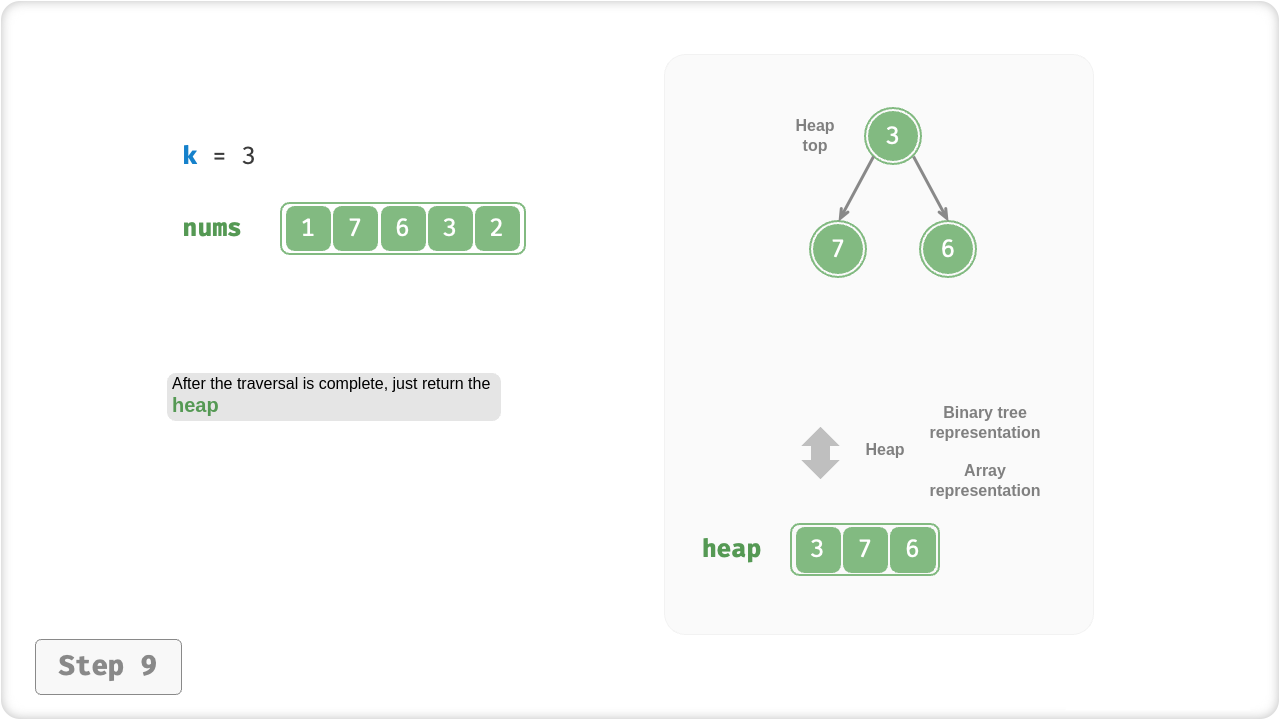 k = 3
nums 1 7 6 3 2
After the traversal is complete, just return the
heap
Step 9
Heap
top
3
7 6
Heap
Binary tree
representation
Array
representation
heap 3 7 6